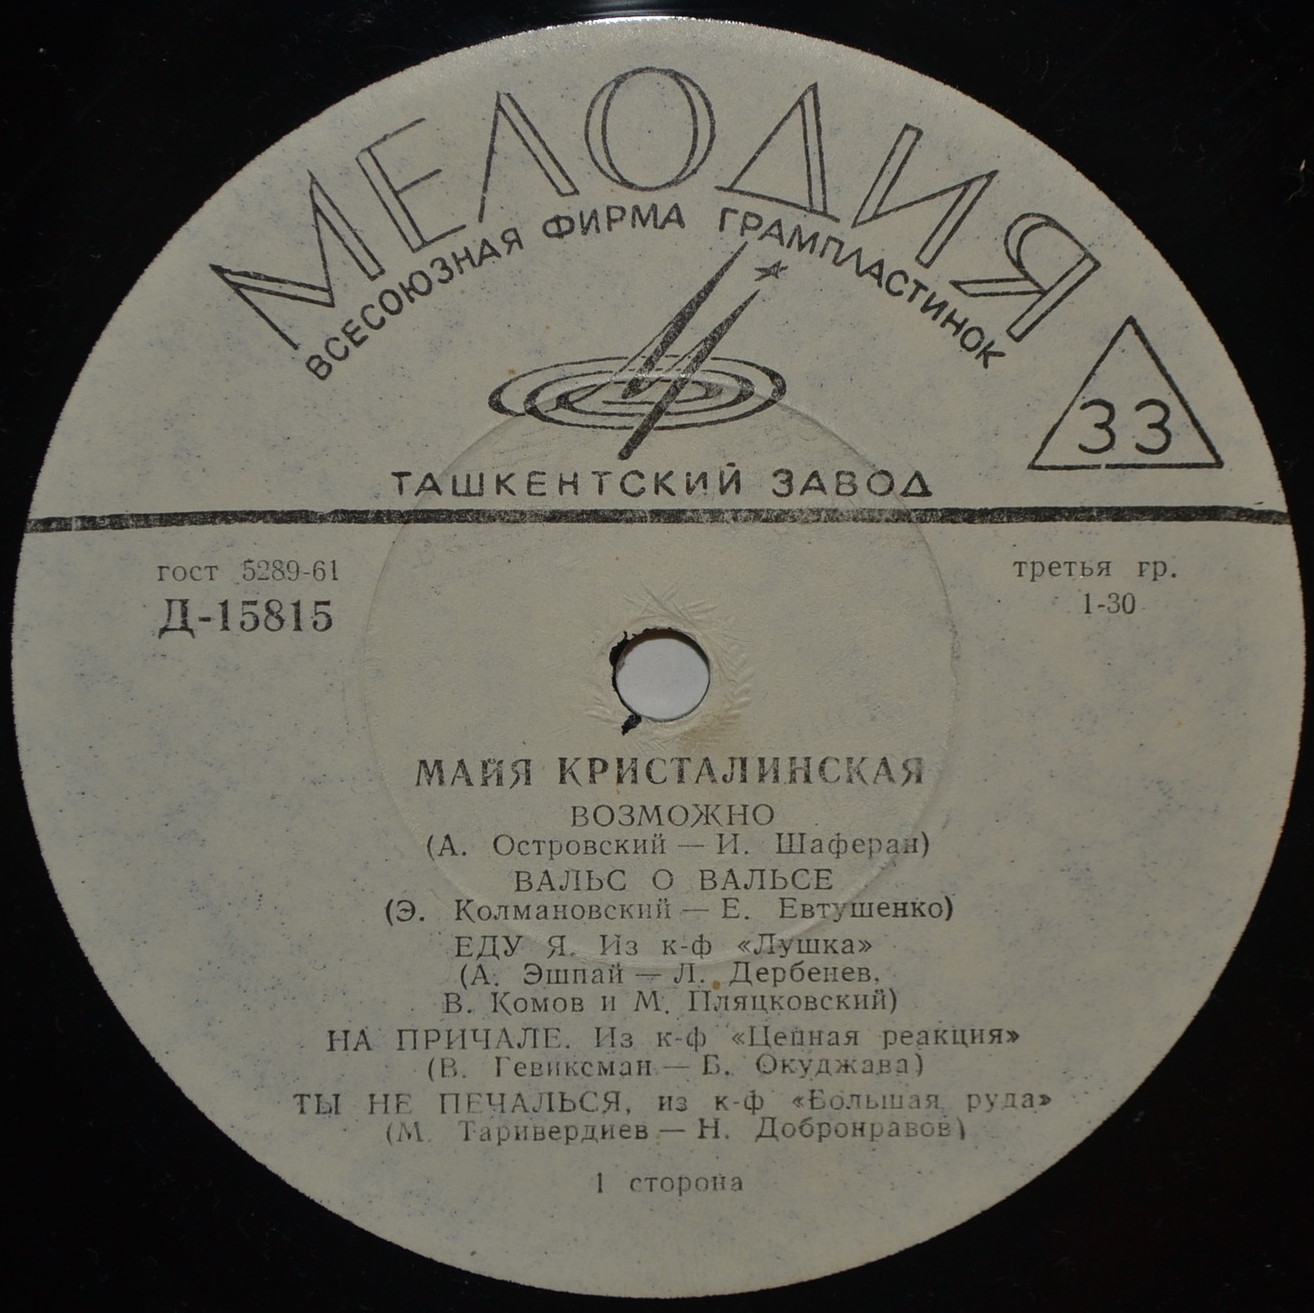 МЕЛОДИЯ
ВСЕСОЮЗНАЯ ФИРМА ГРАМПЛАСТИНОК
33
ТАШКЕНТСКИЙ ЗАВОД
гост 5289-61
третья гр.
Д-15815
1-30
МАЙЯ КРИСТАЛИНСКАЯ
ВОЗМОЖНО
(А. Островский — И. Шаферан)
ВАЛЬС О ВАЛЬСЕ
(Э. Колмановский — Е. Евтушенко)
ЕДУ Я. Из к-ф «Лушка»
(А. Эшпай — Л. Дербенев,
В. Комов и М. Пляцковский)
НА ПРИЧАЛЕ. Из к-ф «Цепная реакция»
(В. Гевиксман — Б. Окуджава)
ТЫ НЕ ПЕЧАЛЬСЯ, из к-ф «Большая руда»
(М. Таривердиев — Н. Добронравов)
1 сторона